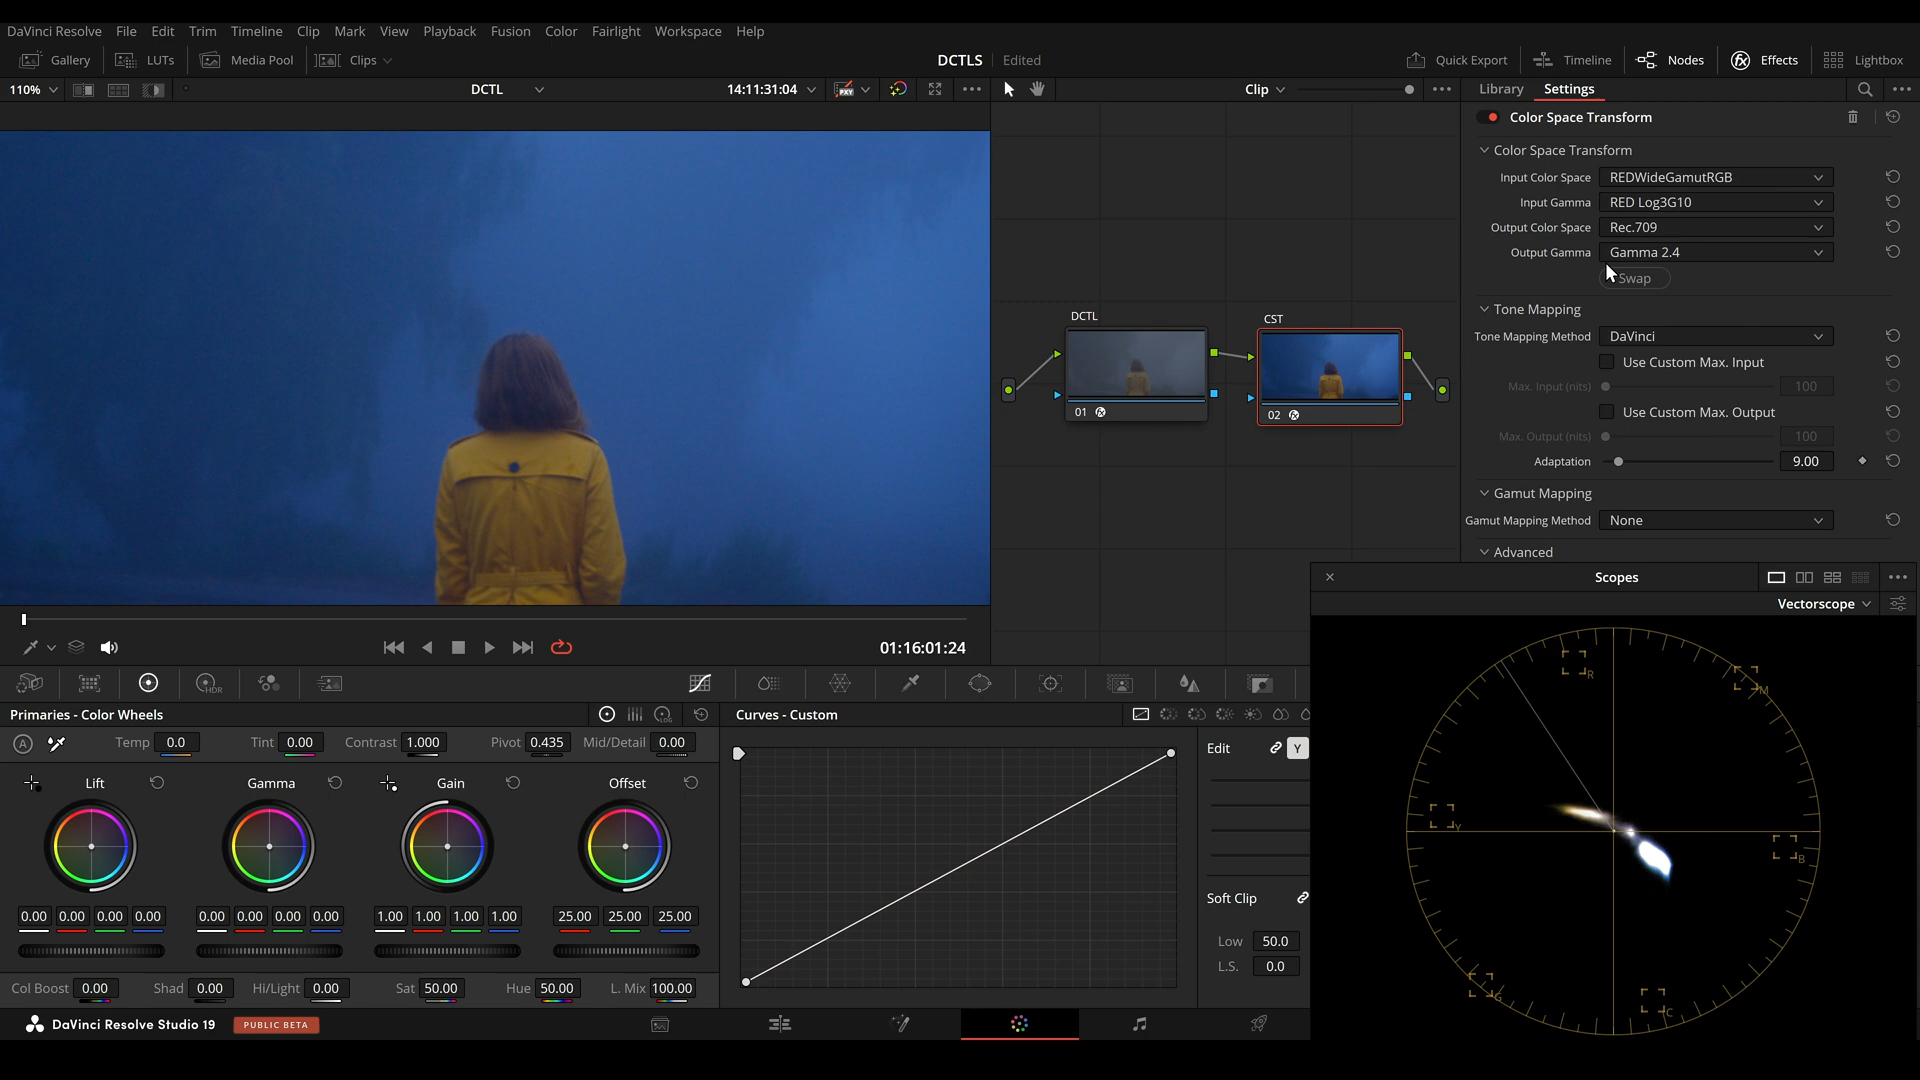 DaVinci Resolve File Edit Trim Timeline Clip Mark View Playback Fusion Color Fairlight Workspace Help
Gallery LUTs Media Pool Clips DCTLS Edited Quick Export Timeline Nodes Effects Lightbox
110% DCTL 14:11:31:04 PXY Clip Library Settings
Color Space Transform
Color Space Transform
Input Color Space REDWideGamutRGB
Input Gamma RED Log3G10
Output Color Space Rec.709
Output Gamma Gamma 2.4
Swap
Tone Mapping
Tone Mapping Method DaVinci
Use Custom Max. Input
Max. Input (nits) 100
Use Custom Max. Output
Max. Output (nits) 100
Adaptation 9.00
Gamut Mapping
Gamut Mapping Method None
Advanced
DCTL
01
CST
02
Scopes
Vectorscope
R
M
Y
B
G
C
01:16:01:24
HDR
LOG
Primaries - Color Wheels
A Temp 0.0 Tint 0.00 Contrast 1.000 Pivot 0.435 Mid/Detail 0.00
Lift Gamma Gain Offset
0.00 0.00 0.00 0.00 0.00 0.00 0.00 0.00 1.00 1.00 1.00 1.00 25.00 25.00 25.00
Col Boost 0.00 Shad 0.00 Hi/Light 0.00 Sat 50.00 Hue 50.00 L. Mix 100.00
Curves - Custom
Edit Y
Soft Clip
Low 50.0
L.S. 0.0
DaVinci Resolve Studio 19 PUBLIC BETA